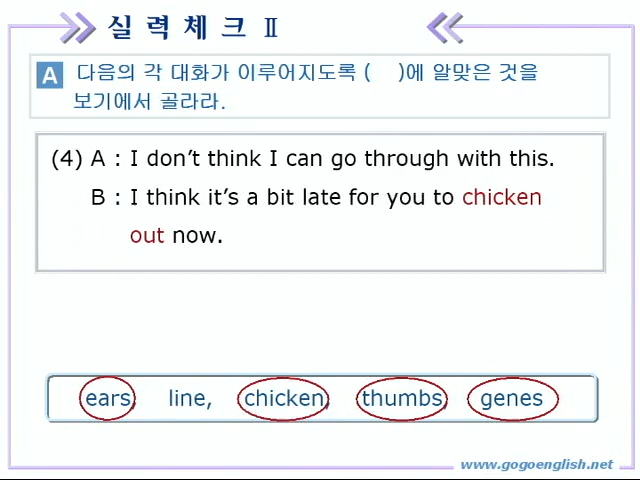 실 력 체 크 Ⅱ
A 다음의 각 대화가 이루어지도록 (    )에 알맞은 것을
보기에서 골라라.
(4) A : I don't think I can go through with this.
B : I think it's a bit late for you to chicken
out now.
ears, line, chicken, thumbs, genes
www.gogoenglish.net